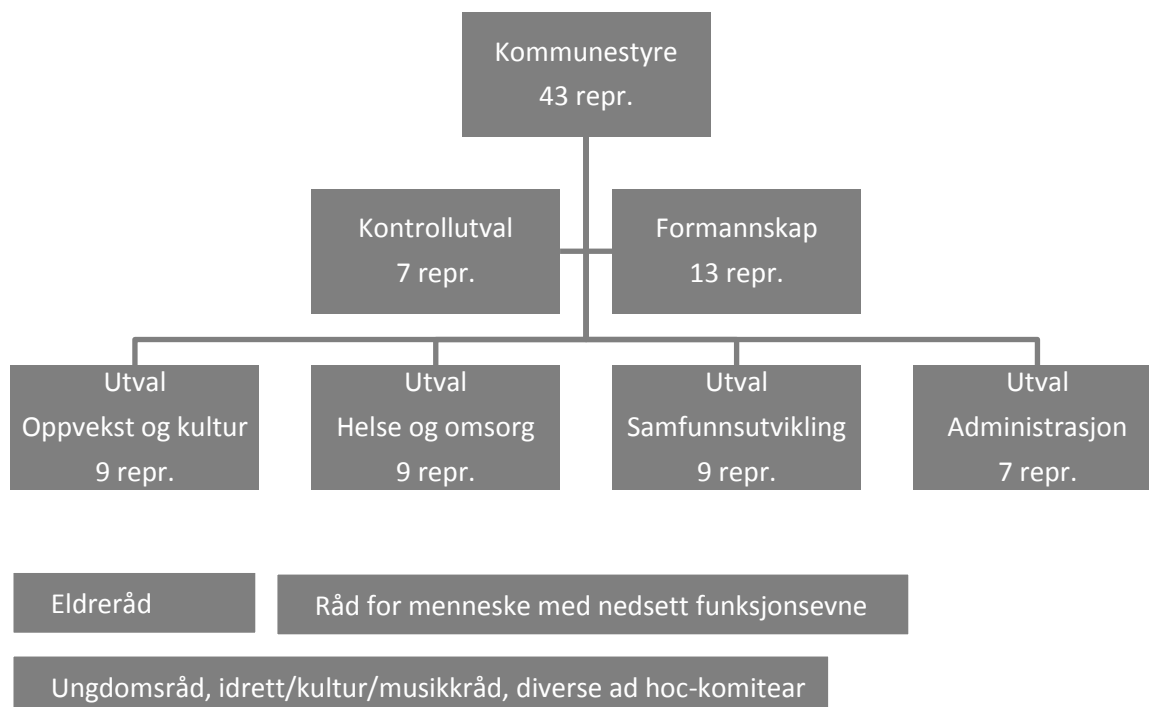 Kommunestyre
43 repr.
Kontrollutval
7 repr.
Formannskap
13 repr.
Utval
Oppvekst og kultur
9 repr.
Utval
Helse og omsorg
9 repr.
Utval
Samfunnsutvikling
9 repr.
Utval
Administrasjon
7 repr.
Eldreråd
Råd for menneske med nedsett funksjonsevne
Ungdomsråd, idrett/kultur/musikkråd, diverse ad hoc-komitear